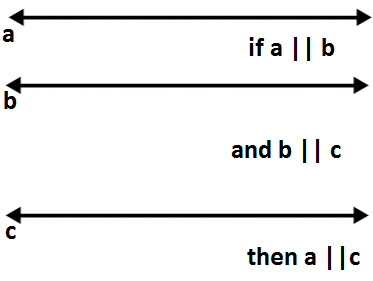 a
if a || b
b
and b || c
c
then a ||c